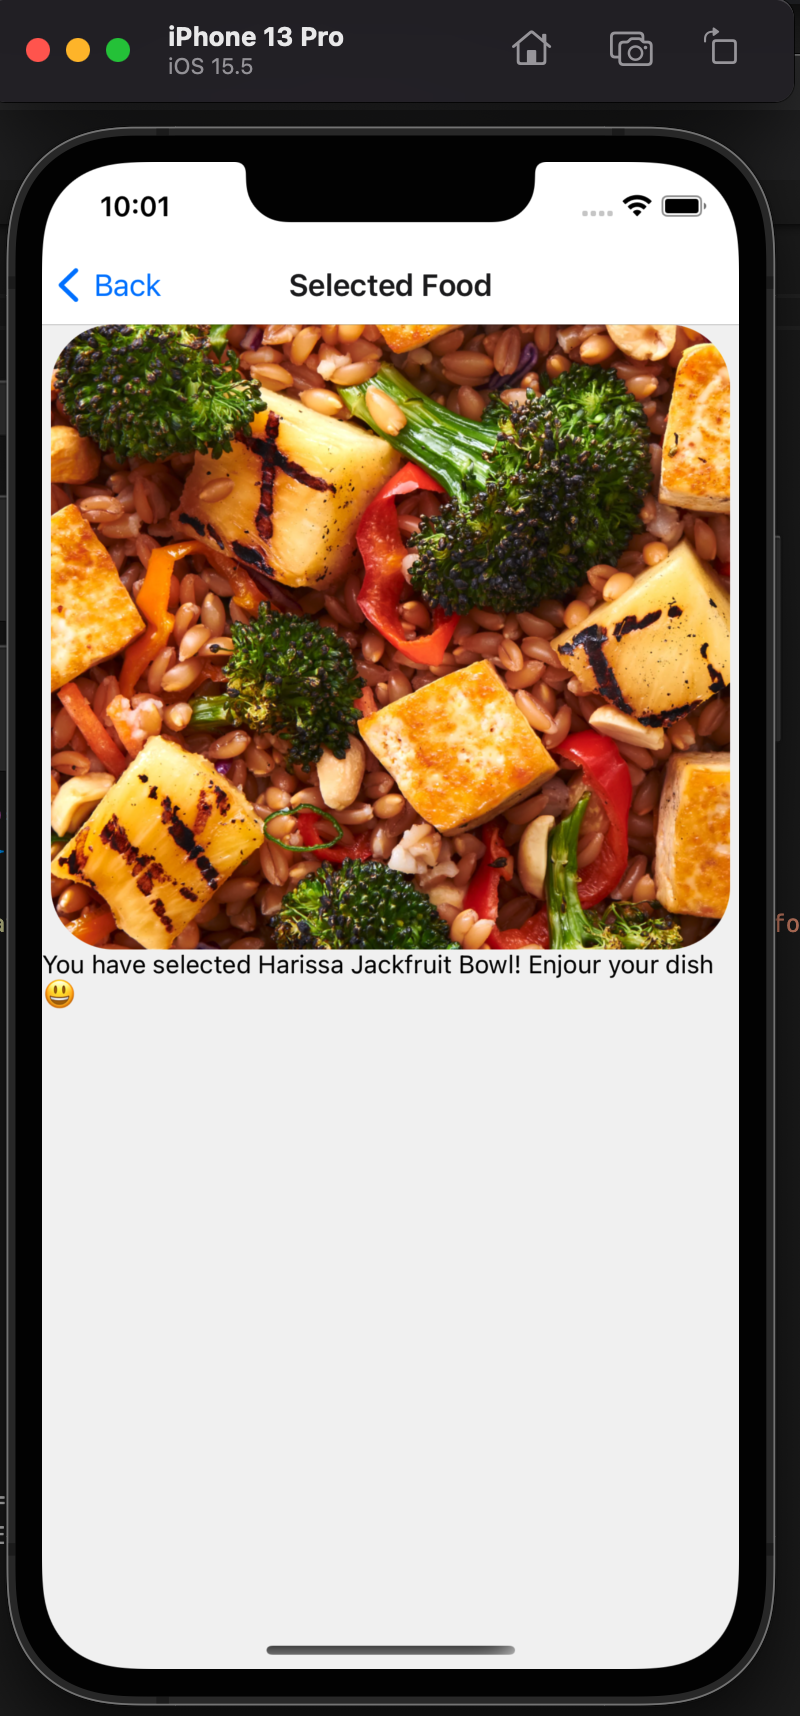 iPhone 13 Pro
iOS 15.5
10:01
Back
Selected Food
You have selected Harissa Jackfruit Bowl! Enjour your dish
😃
fo